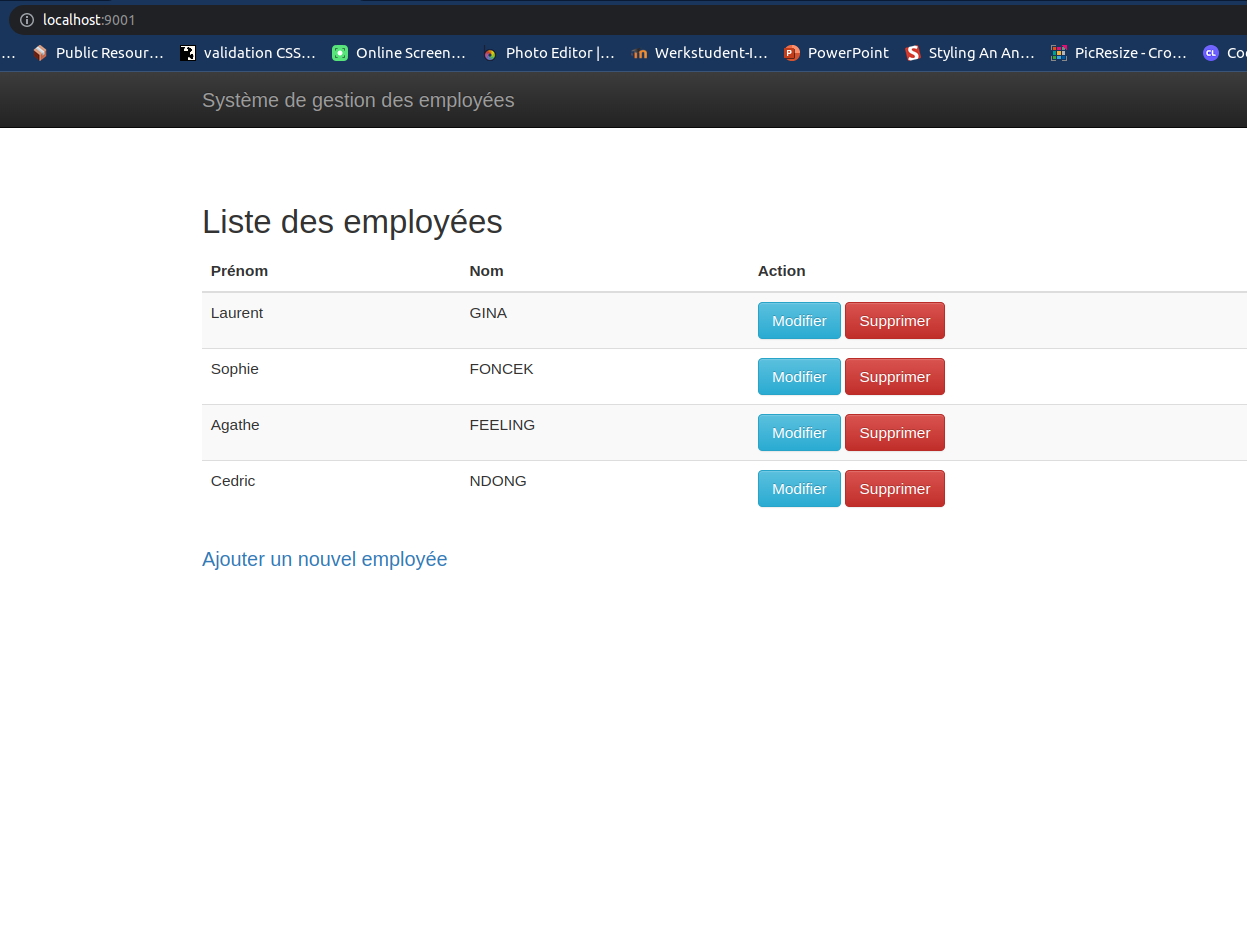 localhost:9001
... Public Resour... validation CSS... Online Screen... Photo Editor |... Werkstudent-I... PowerPoint Styling An An... PicResize - Cro... CL
Système de gestion des employées
Liste des employées
Prénom Nom Action
Laurent GINA Modifier Supprimer
Sophie FONCEK Modifier Supprimer
Agathe FEELING Modifier Supprimer
Cedric NDONG Modifier Supprimer
Ajouter un nouvel employée